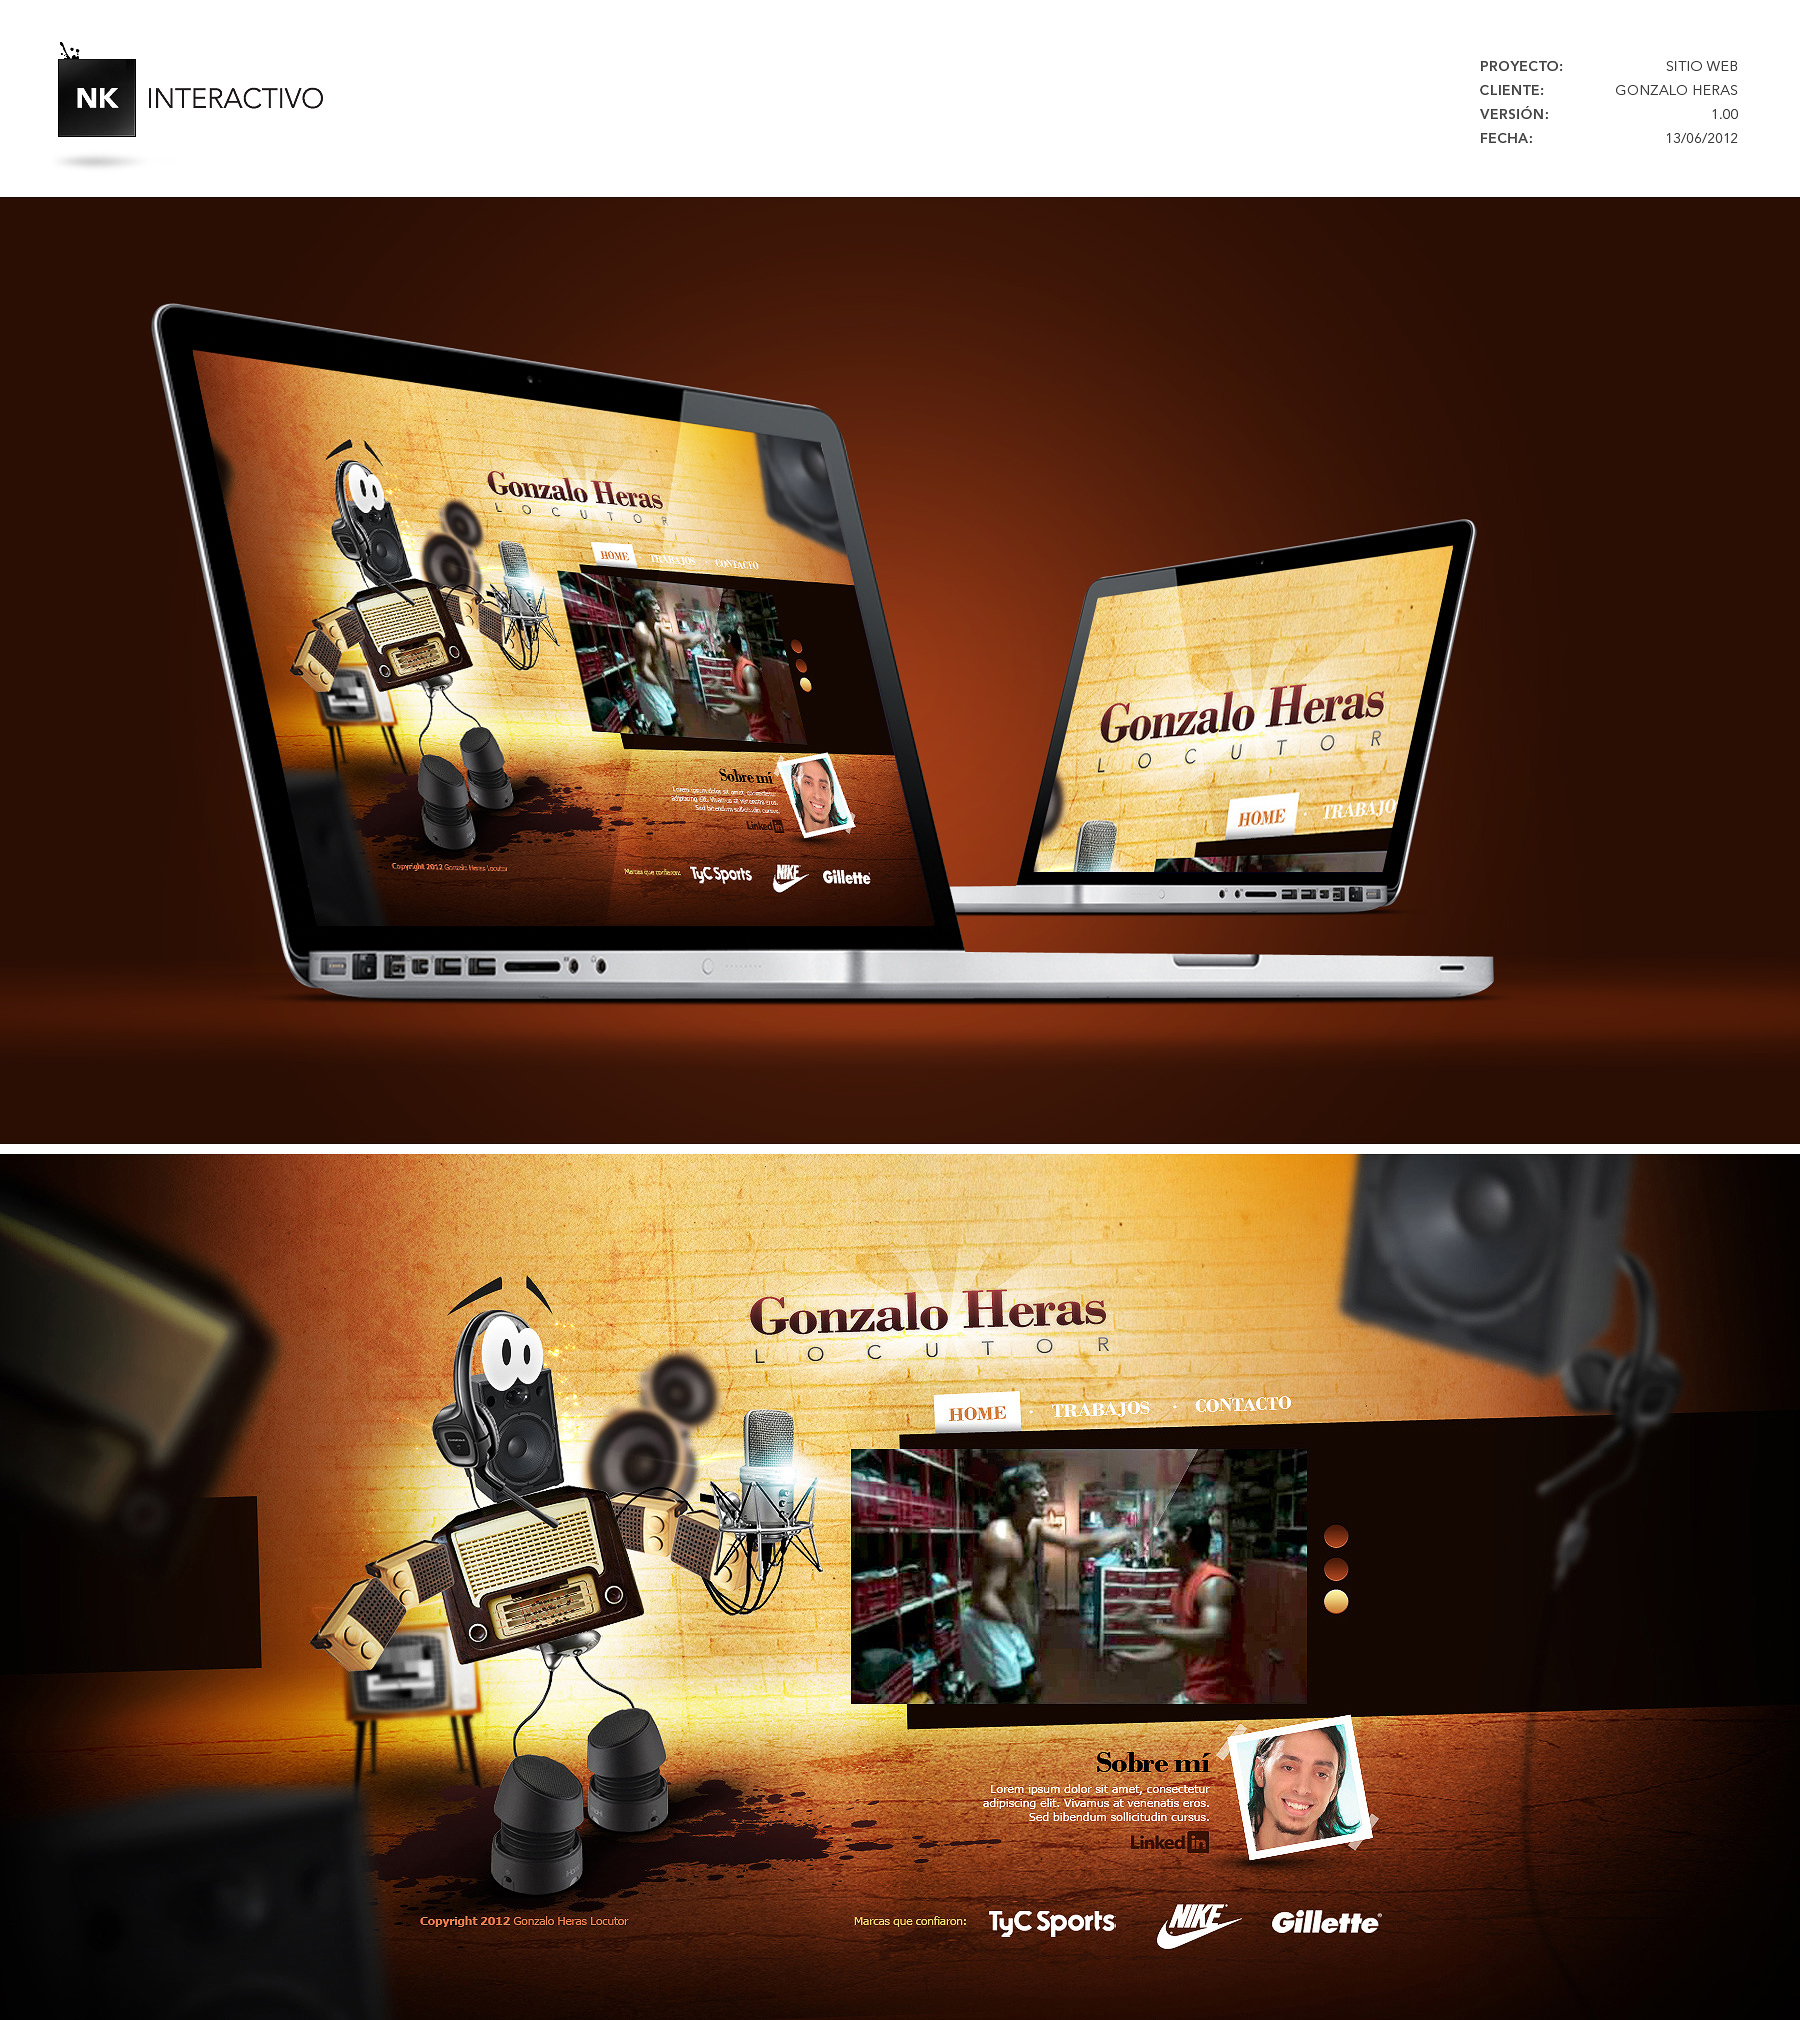 NK INTERACTIVO
PROYECTO: SITIO WEB
CLIENTE: GONZALO HERAS
VERSIÓN: 1.00
FECHA: 13/06/2012
Gonzalo Heras
LOCUTOR
HOME · TRABAJOS · CONTACTO
Sobre mí
Lorem ipsum dolor sit amet, consectetur
adipiscing elit. Vivamus at venenatis eros.
Sed bibendum sollicitudin cursus.
Linked in
Copyright 2012 Gonzalo Heras Locutor
Marcas que confiaron: TyC Sports NIKE Gillette
Gonzalo Heras
LOCUTOR
HOME · TRABAJO
Gonzalo Heras
LOCUTOR
HOME · TRABAJOS · CONTACTO
Sobre mí
Lorem ipsum dolor sit amet, consectetur
adipiscing elit. Vivamus at venenatis eros.
Sed bibendum sollicitudin cursus.
Linked in
Copyright 2012 Gonzalo Heras Locutor
Marcas que confiaron: TyC Sports NIKE Gillette®